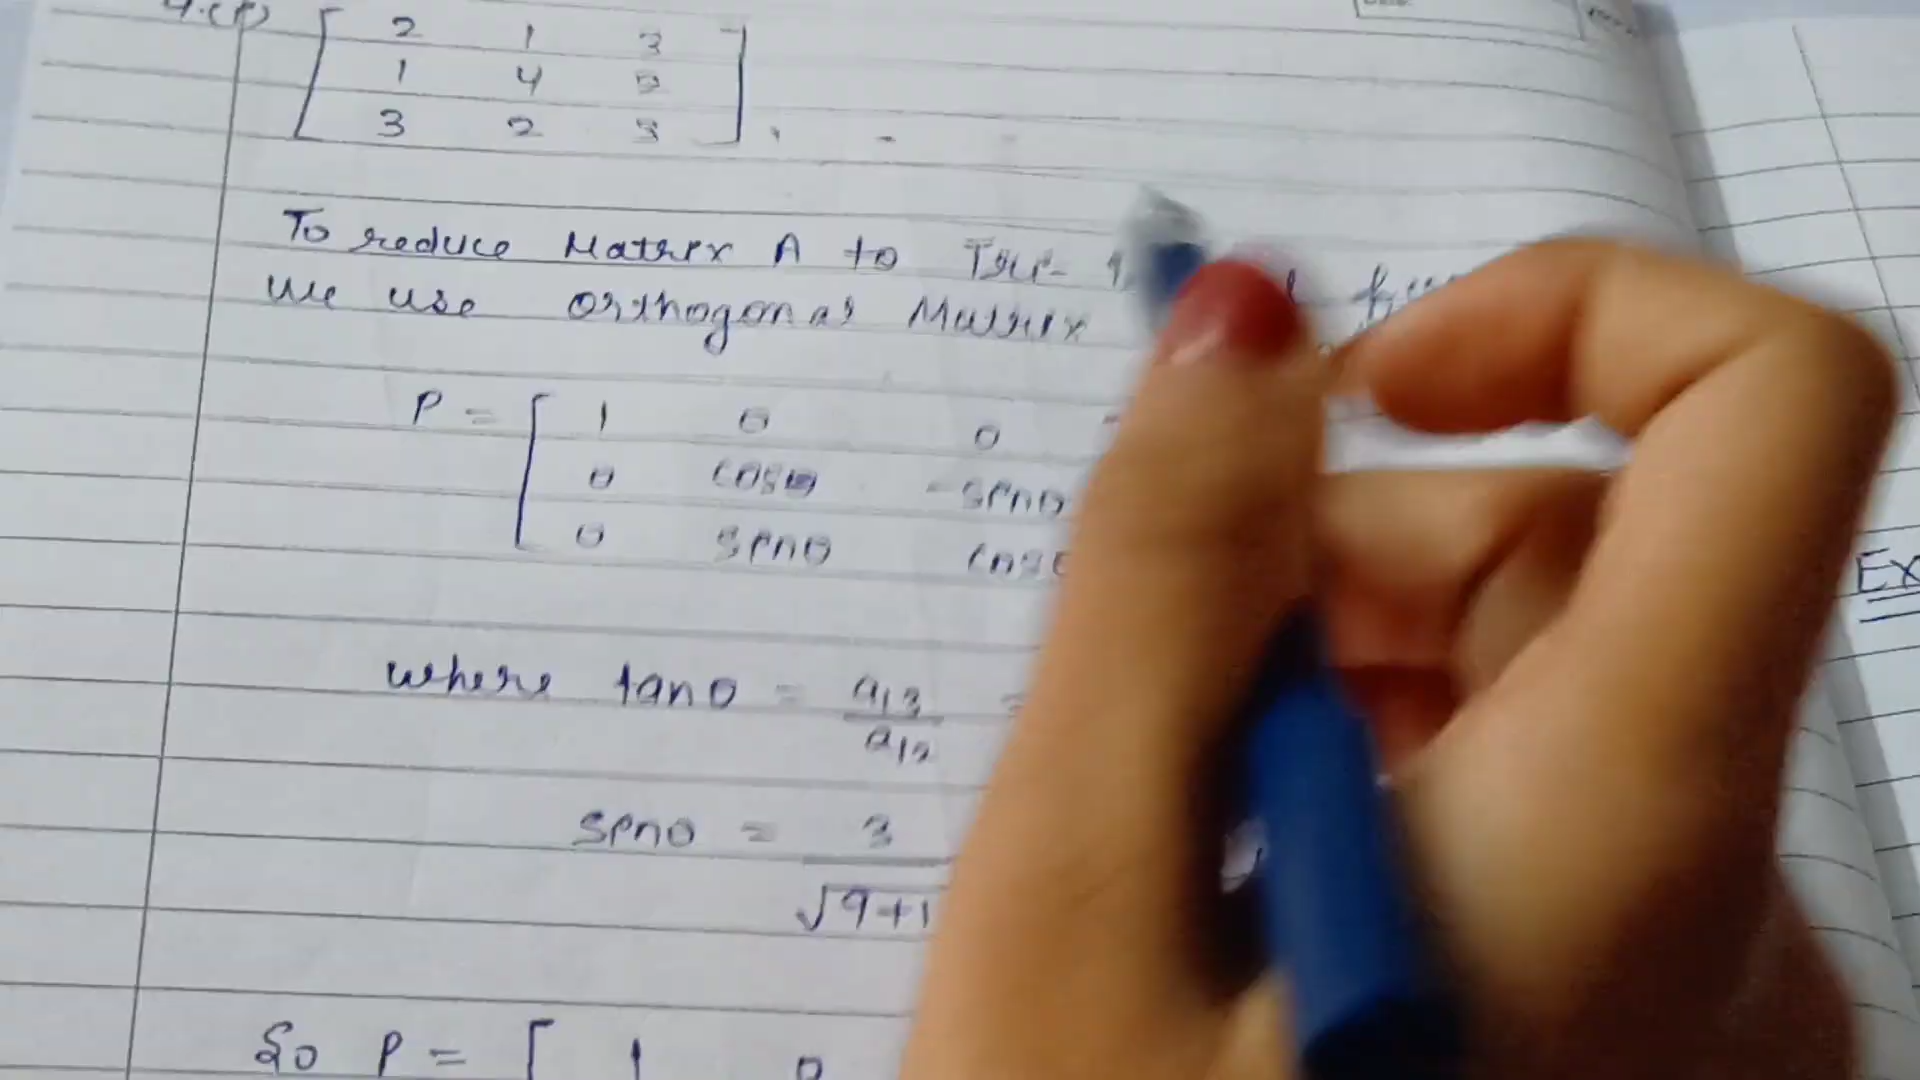 4.(i) [ 2 1 3
1 4 2
3 2 3 ] .
To reduce Matrix A to Tri-
we use orthogonal Matrix
P = [ 1 0 0
0 cosθ -sinθ
0 sinθ cosθ
where tanθ = a13 =
a12
sinθ = 3
√9+1
So P = [ 1 0
Ex